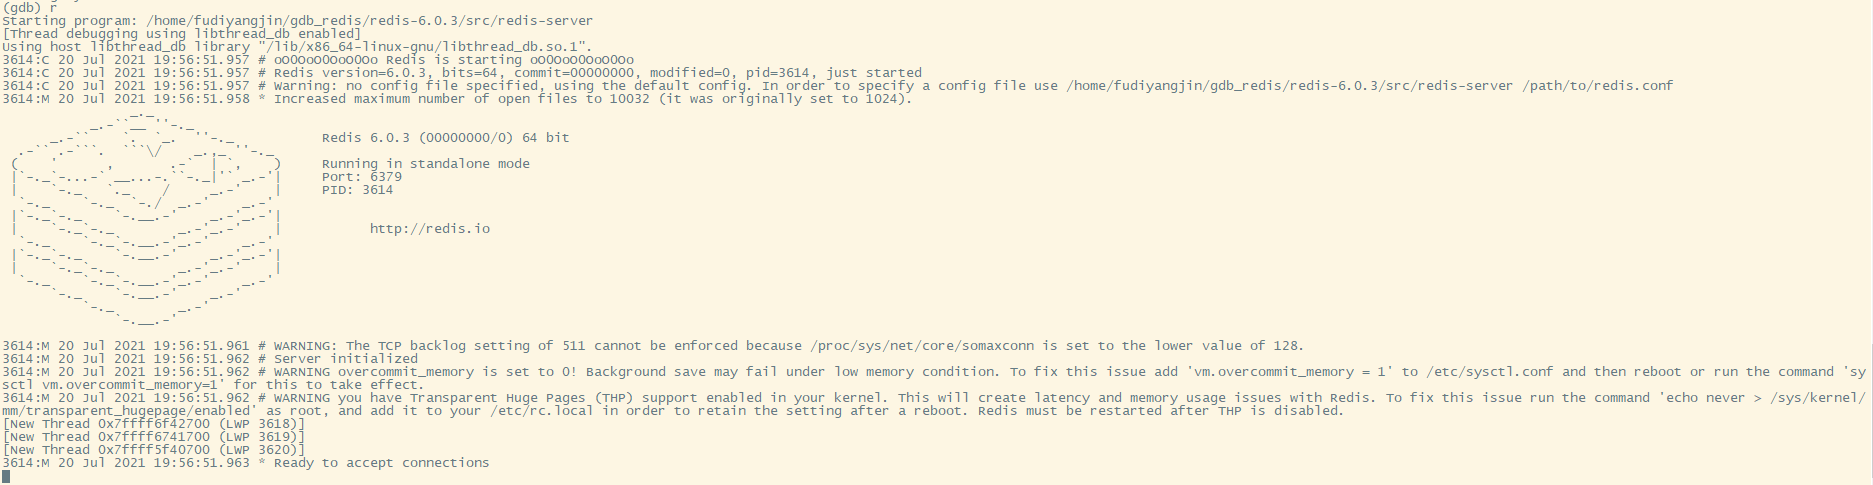 (gdb) r
Starting program: /home/fudiyangjin/gdb_redis/redis-6.0.3/src/redis-server
[Thread debugging using libthread_db enabled]
Using host libthread_db library "/lib/x86_64-linux-gnu/libthread_db.so.1".
3614:C 20 Jul 2021 19:56:51.957 # oO0OoO0OoO0Oo Redis is starting oO0OoO0OoO0Oo
3614:C 20 Jul 2021 19:56:51.957 # Redis version=6.0.3, bits=64, commit=00000000, modified=0, pid=3614, just started
3614:C 20 Jul 2021 19:56:51.957 # Warning: no config file specified, using the default config. In order to specify a config file use /home/fudiyangjin/gdb_redis/redis-6.0.3/src/redis-server /path/to/redis.conf
3614:M 20 Jul 2021 19:56:51.958 * Increased maximum number of open files to 10032 (it was originally set to 1024).
Redis 6.0.3 (00000000/0) 64 bit
Running in standalone mode
Port: 6379
PID: 3614
http://redis.io
3614:M 20 Jul 2021 19:56:51.961 # WARNING: The TCP backlog setting of 511 cannot be enforced because /proc/sys/net/core/somaxconn is set to the lower value of 128.
3614:M 20 Jul 2021 19:56:51.962 # Server initialized
3614:M 20 Jul 2021 19:56:51.962 # WARNING overcommit_memory is set to 0! Background save may fail under low memory condition. To fix this issue add 'vm.overcommit_memory = 1' to /etc/sysctl.conf and then reboot or run the command 'sy
sctl vm.overcommit_memory=1' for this to take effect.
3614:M 20 Jul 2021 19:56:51.962 # WARNING you have Transparent Huge Pages (THP) support enabled in your kernel. This will create latency and memory usage issues with Redis. To fix this issue run the command 'echo never > /sys/kernel/
mm/transparent_hugepage/enabled' as root, and add it to your /etc/rc.local in order to retain the setting after a reboot. Redis must be restarted after THP is disabled.
[New Thread 0x7ffff6f42700 (LWP 3618)]
[New Thread 0x7ffff6741700 (LWP 3619)]
[New Thread 0x7ffff5f40700 (LWP 3620)]
3614:M 20 Jul 2021 19:56:51.963 * Ready to accept connections